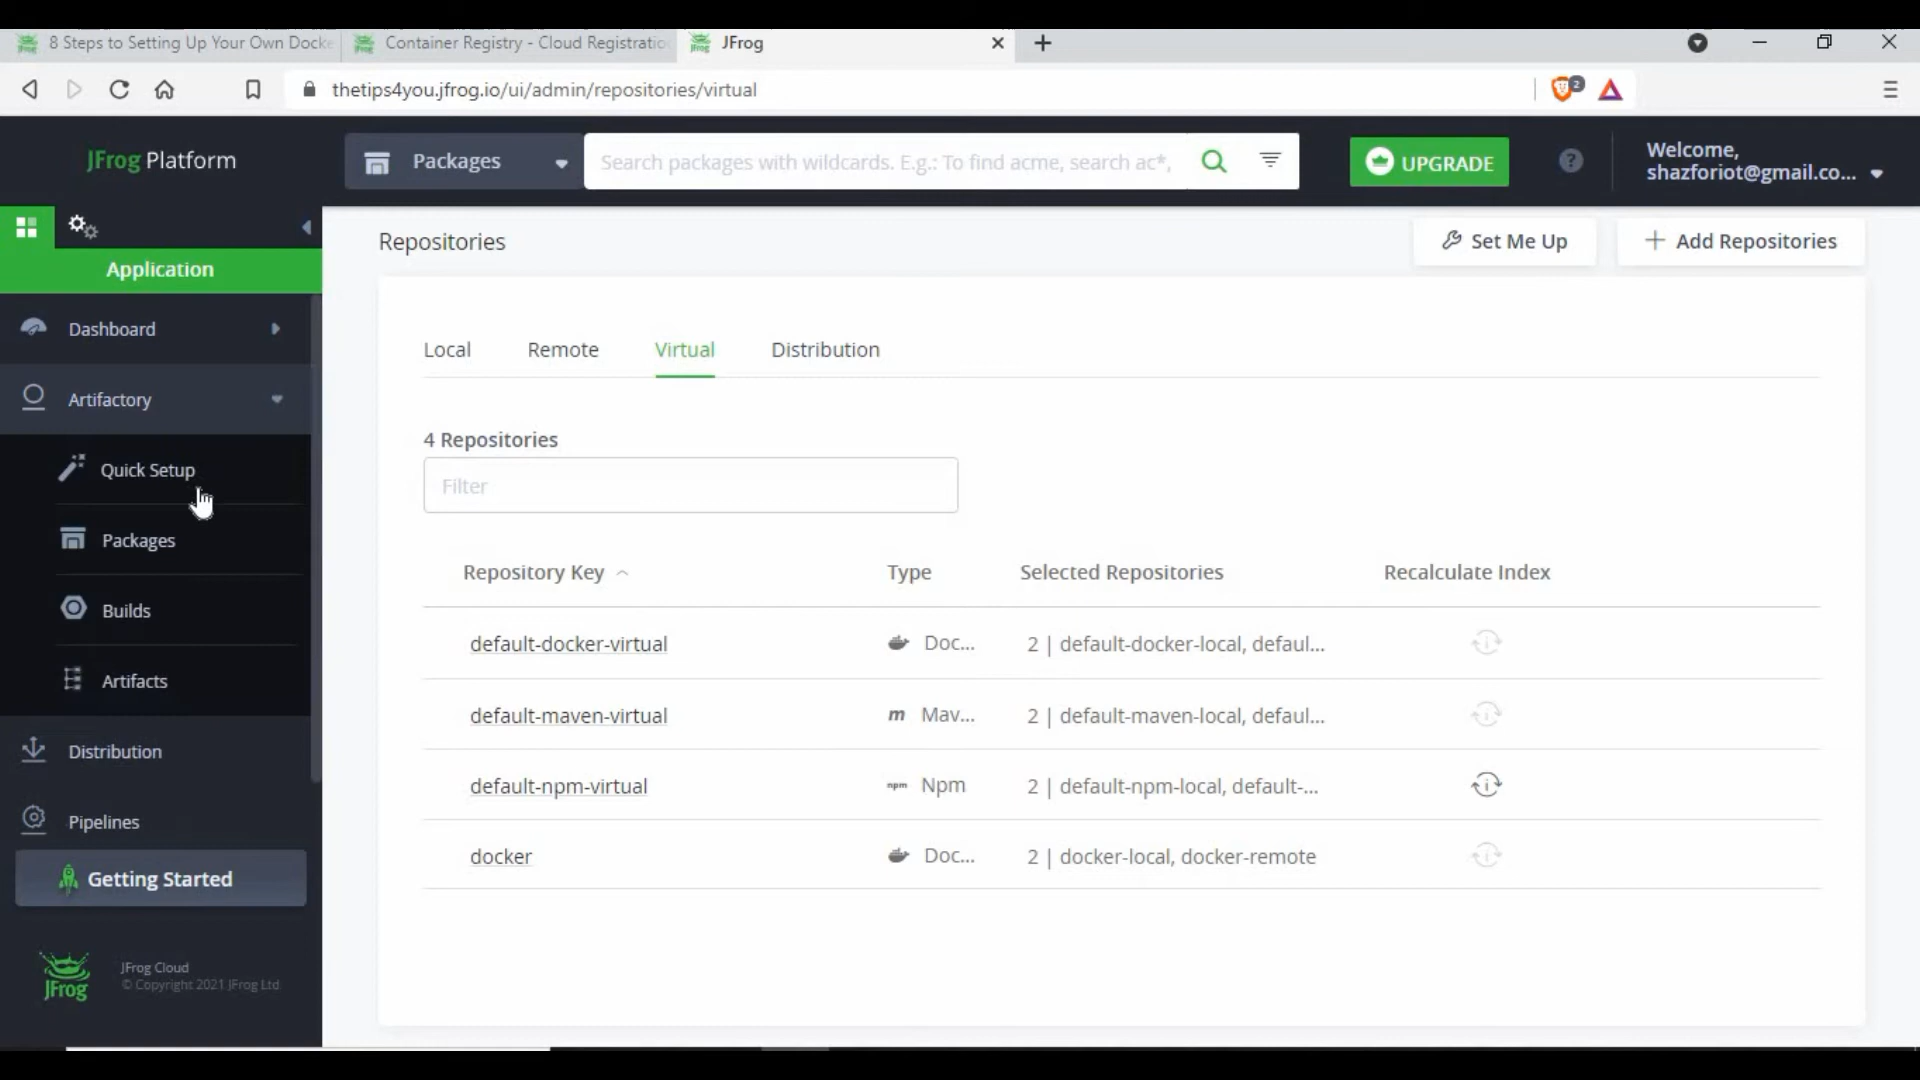 8 Steps to Setting Up Your Own Docke
Container Registry - Cloud Registratio
JFrog
thetips4you.jfrog.io/ui/admin/repositories/virtual
2
JFrog Platform
Packages
Search packages with wildcards. E.g.: To find acme, search ac*,
UPGRADE
Welcome,
shazforiot@gmail.co...
Application
Repositories
Set Me Up
Add Repositories
Dashboard
Artifactory
Quick Setup
Packages
Builds
Artifacts
Distribution
Pipelines
Getting Started
JFrog
JFrog Cloud
© Copyright 2021 JFrog Ltd
Local
Remote
Virtual
Distribution
4 Repositories
Filter
Repository Key Type Selected Repositories Recalculate Index
default-docker-virtual Doc... 2 | default-docker-local, defaul...
default-maven-virtual m Mav... 2 | default-maven-local, defaul...
default-npm-virtual npm Npm 2 | default-npm-local, default-...
docker Doc... 2 | docker-local, docker-remote